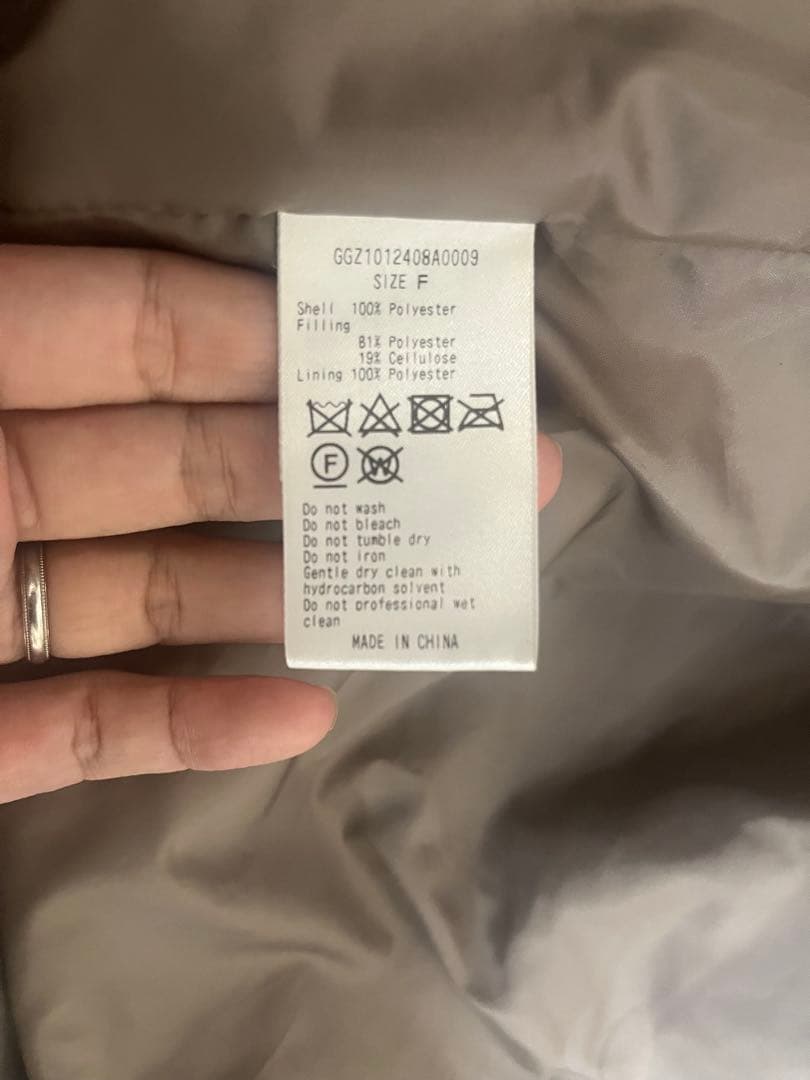 GGZ1012408A0009
SIZE F
Shell 100% Polyester
Filling
81% Polyester
19% Cellulose
Lining 100% Polyester
F W
Do not wash
Do not bleach
Do not tumble dry
Do not iron
Gentle dry clean with
hydrocarbon solvent
Do not professional wet
clean
MADE IN CHINA